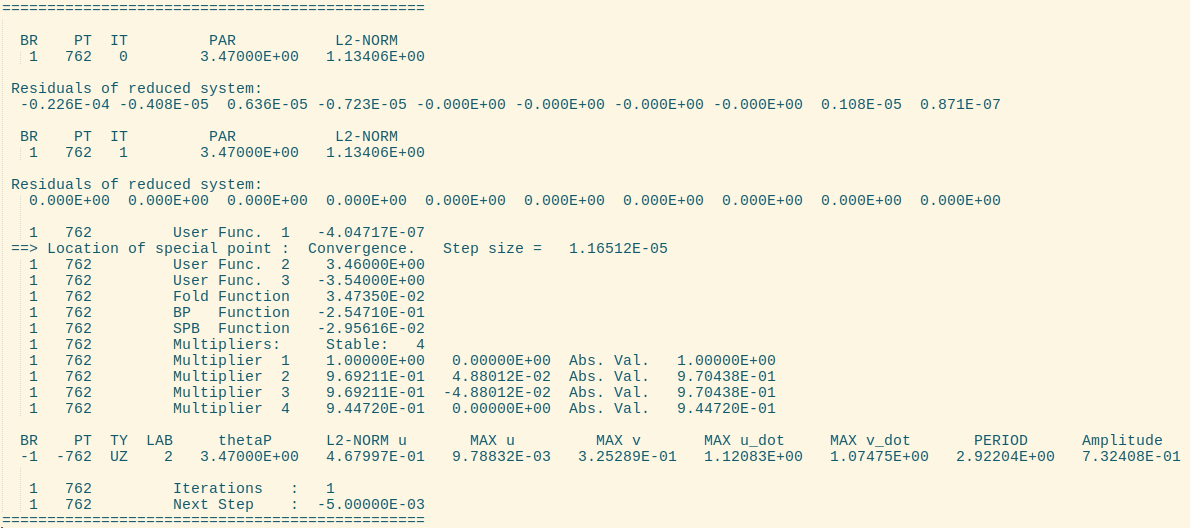 ===============================================
BR PT IT PAR L2-NORM
1 762 0 3.47000E+00 1.13406E+00
Residuals of reduced system:
-0.226E-04 -0.408E-05 0.636E-05 -0.723E-05 -0.000E+00 -0.000E+00 -0.000E+00 -0.000E+00 0.108E-05 0.871E-07
BR PT IT PAR L2-NORM
1 762 1 3.47000E+00 1.13406E+00
Residuals of reduced system:
0.000E+00 0.000E+00 0.000E+00 0.000E+00 0.000E+00 0.000E+00 0.000E+00 0.000E+00 0.000E+00 0.000E+00
1 762 User Func. 1 -4.04717E-07
==> Location of special point : Convergence. Step size = 1.16512E-05
1 762 User Func. 2 3.46000E+00
1 762 User Func. 3 -3.54000E+00
1 762 Fold Function 3.47350E-02
1 762 BP Function -2.54710E-01
1 762 SPB Function -2.95616E-02
1 762 Multipliers: Stable: 4
1 762 Multiplier 1 1.00000E+00 0.00000E+00 Abs. Val. 1.00000E+00
1 762 Multiplier 2 9.69211E-01 4.88012E-02 Abs. Val. 9.70438E-01
1 762 Multiplier 3 9.69211E-01 -4.88012E-02 Abs. Val. 9.70438E-01
1 762 Multiplier 4 9.44720E-01 0.00000E+00 Abs. Val. 9.44720E-01
BR PT TY LAB thetaP L2-NORM u MAX u MAX v MAX u_dot MAX v_dot PERIOD Amplitude
-1 -762 UZ 2 3.47000E+00 4.67997E-01 9.78832E-03 3.25289E-01 1.12083E+00 1.07475E+00 2.92204E+00 7.32408E-01
1 762 Iterations : 1
1 762 Next Step : -5.00000E-03
===============================================